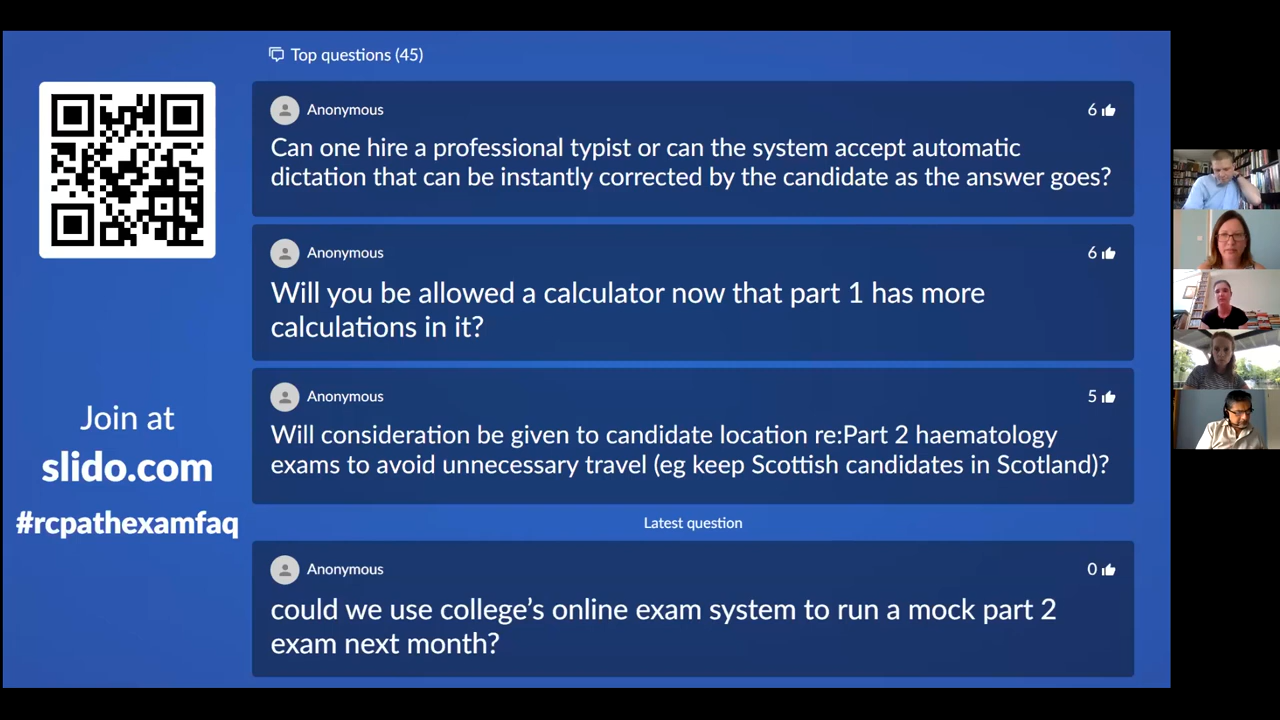 Top questions (45)
Anonymous
6
Can one hire a professional typist or can the system accept automatic
dictation that can be instantly corrected by the candidate as the answer goes?
Anonymous
6
Will you be allowed a calculator now that part 1 has more
calculations in it?
Anonymous
5
Will consideration be given to candidate location re:Part 2 haematology
exams to avoid unnecessary travel (eg keep Scottish candidates in Scotland)?
Latest question
Anonymous
0
could we use college's online exam system to run a mock part 2
exam next month?
Join at
slido.com
#rcpathexamfaq